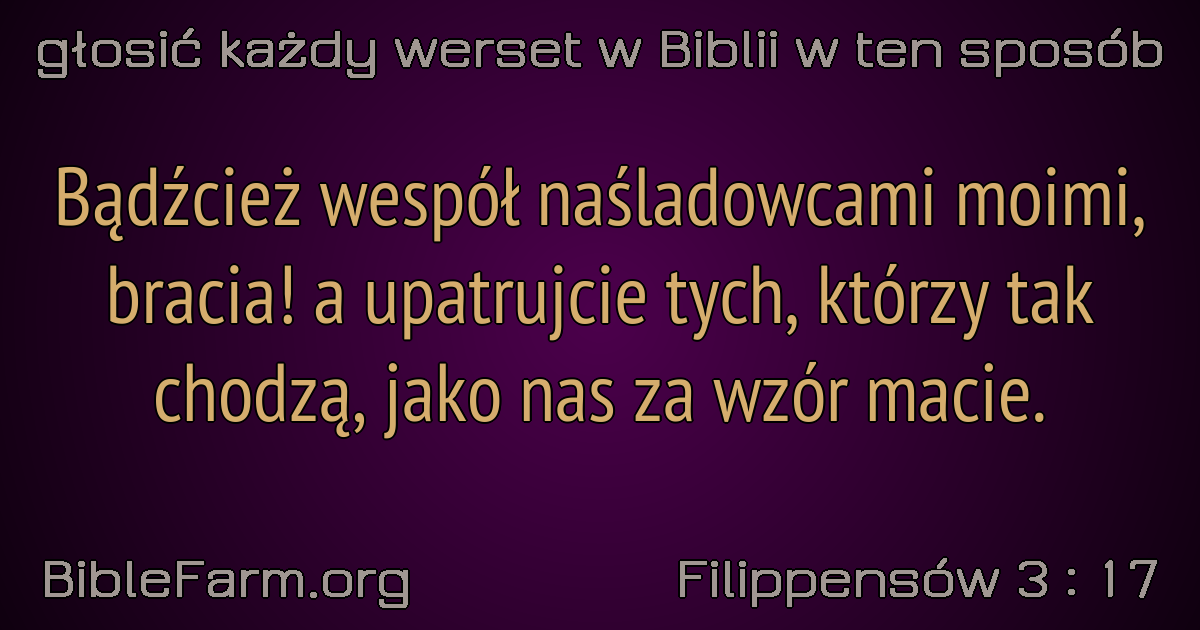 głosić każdy werset w Biblii w ten sposób
Bądźcież wespół naśladowcami moimi,
bracia! a upatrujcie tych, którzy tak
chodzą, jako nas za wzór macie.
BibleFarm.org
Filippensów 3 : 17